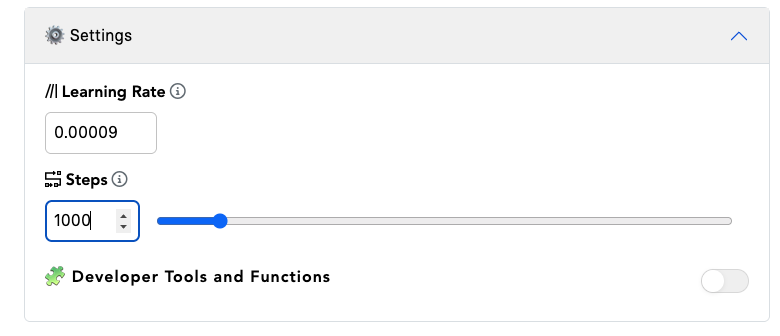 Settings
Learning Rate
0.00009
Steps
1000
Developer Tools and Functions